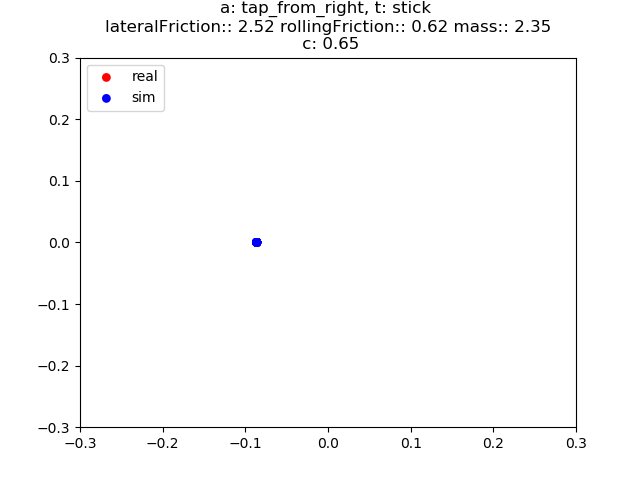 a: tap_from_right, t: stick
lateralFriction:: 2.52 rollingFriction:: 0.62 mass:: 2.35
c: 0.65
real
sim
0.3
0.2
0.1
0.0
−0.1
−0.2
−0.3
−0.3 −0.2 −0.1 0.0 0.1 0.2 0.3